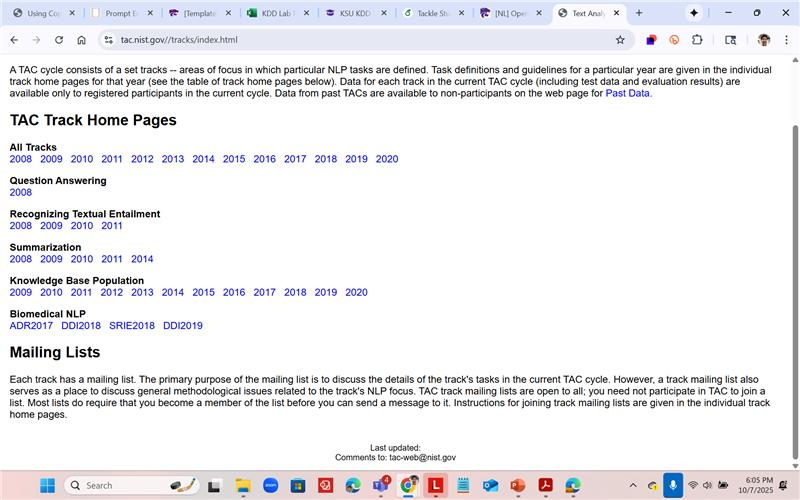 Using Cop
Prompt E
[Template
KDD Lab I
KSU KDD
Tackle Stu
[NL] Open
Text Analy
tac.nist.gov//tracks/index.html
A TAC cycle consists of a set tracks -- areas of focus in which particular NLP tasks are defined. Task definitions and guidelines for a particular year are given in the individual
track home pages for that year (see the table of track home pages below). Data for each track in the current TAC cycle (including test data and evaluation results) are
available only to registered participants in the current cycle. Data from past TACs are available to non-participants on the web page for Past Data.
TAC Track Home Pages
All Tracks
2008 2009 2010 2011 2012 2013 2014 2015 2016 2017 2018 2019 2020
Question Answering
2008
Recognizing Textual Entailment
2008 2009 2010 2011
Summarization
2008 2009 2010 2011 2014
Knowledge Base Population
2009 2010 2011 2012 2013 2014 2015 2016 2017 2018 2019 2020
Biomedical NLP
ADR2017 DDI2018 SRIE2018 DDI2019
Mailing Lists
Each track has a mailing list. The primary purpose of the mailing list is to discuss the details of the track's tasks in the current TAC cycle. However, a track mailing list also
serves as a place to discuss general methodological issues related to the track's NLP focus. TAC track mailing lists are open to all; you need not participate in TAC to join a
list. Most lists do require that you become a member of the list before you can send a message to it. Instructions for joining track mailing lists are given in the individual track
home pages.
Last updated:
Comments to: tac-web@nist.gov
Search
zoom
4
L
6:05 PM
10/7/2025